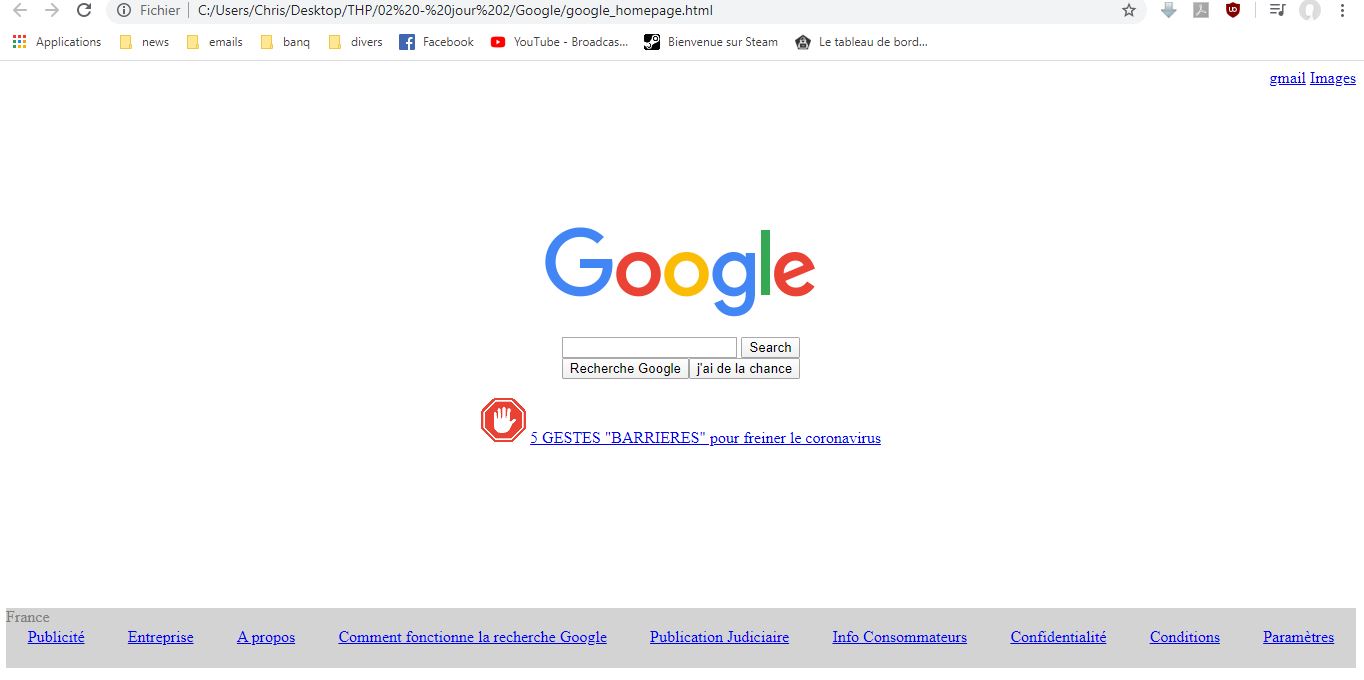 Fichier C:/Users/Chris/Desktop/THP/02%20-%20jour%202/Google/google_homepage.html
Applications news emails banq divers Facebook YouTube - Broadcas... Bienvenue sur Steam Le tableau de bord...
gmail Images
Google
Search
Recherche Google j'ai de la chance
5 GESTES "BARRIERES" pour freiner le coronavirus
France
Publicité Entreprise A propos Comment fonctionne la recherche Google Publication Judiciaire Info Consommateurs Confidentialité Conditions Paramètres